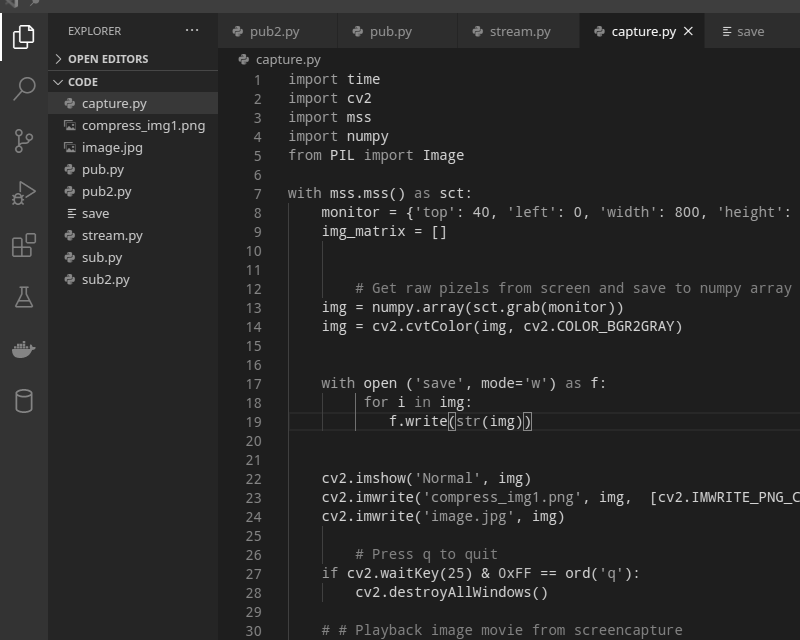 EXPLORER
OPEN EDITORS
CODE
capture.py
compress_img1.png
image.jpg
pub.py
pub2.py
save
stream.py
sub.py
sub2.py
pub2.py pub.py stream.py capture.py save
capture.py
1 import time
2 import cv2
3 import mss
4 import numpy
5 from PIL import Image
6
7 with mss.mss() as sct:
8 monitor = {'top': 40, 'left': 0, 'width': 800, 'height':
9 img_matrix = []
10
11
12 # Get raw pizels from screen and save to numpy array
13 img = numpy.array(sct.grab(monitor))
14 img = cv2.cvtColor(img, cv2.COLOR_BGR2GRAY)
15
16
17 with open ('save', mode='w') as f:
18 for i in img:
19 f.write(str(img))
20
21
22 cv2.imshow('Normal', img)
23 cv2.imwrite('compress_img1.png', img, [cv2.IMWRITE_PNG_C
24 cv2.imwrite('image.jpg', img)
25
26 # Press q to quit
27 if cv2.waitKey(25) & 0xFF == ord('q'):
28 cv2.destroyAllWindows()
29
30 # # Playback image movie from screencapture